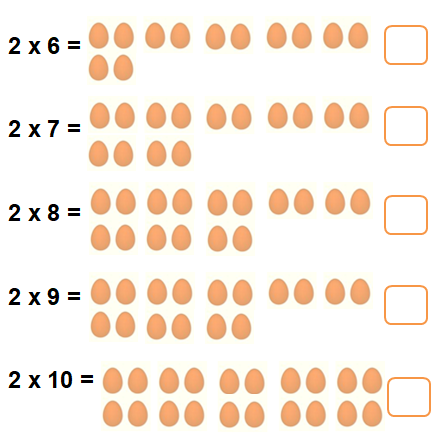 2 x 6 =
2 x 7 =
2 x 8 =
2 x 9 =
2 x 10 =